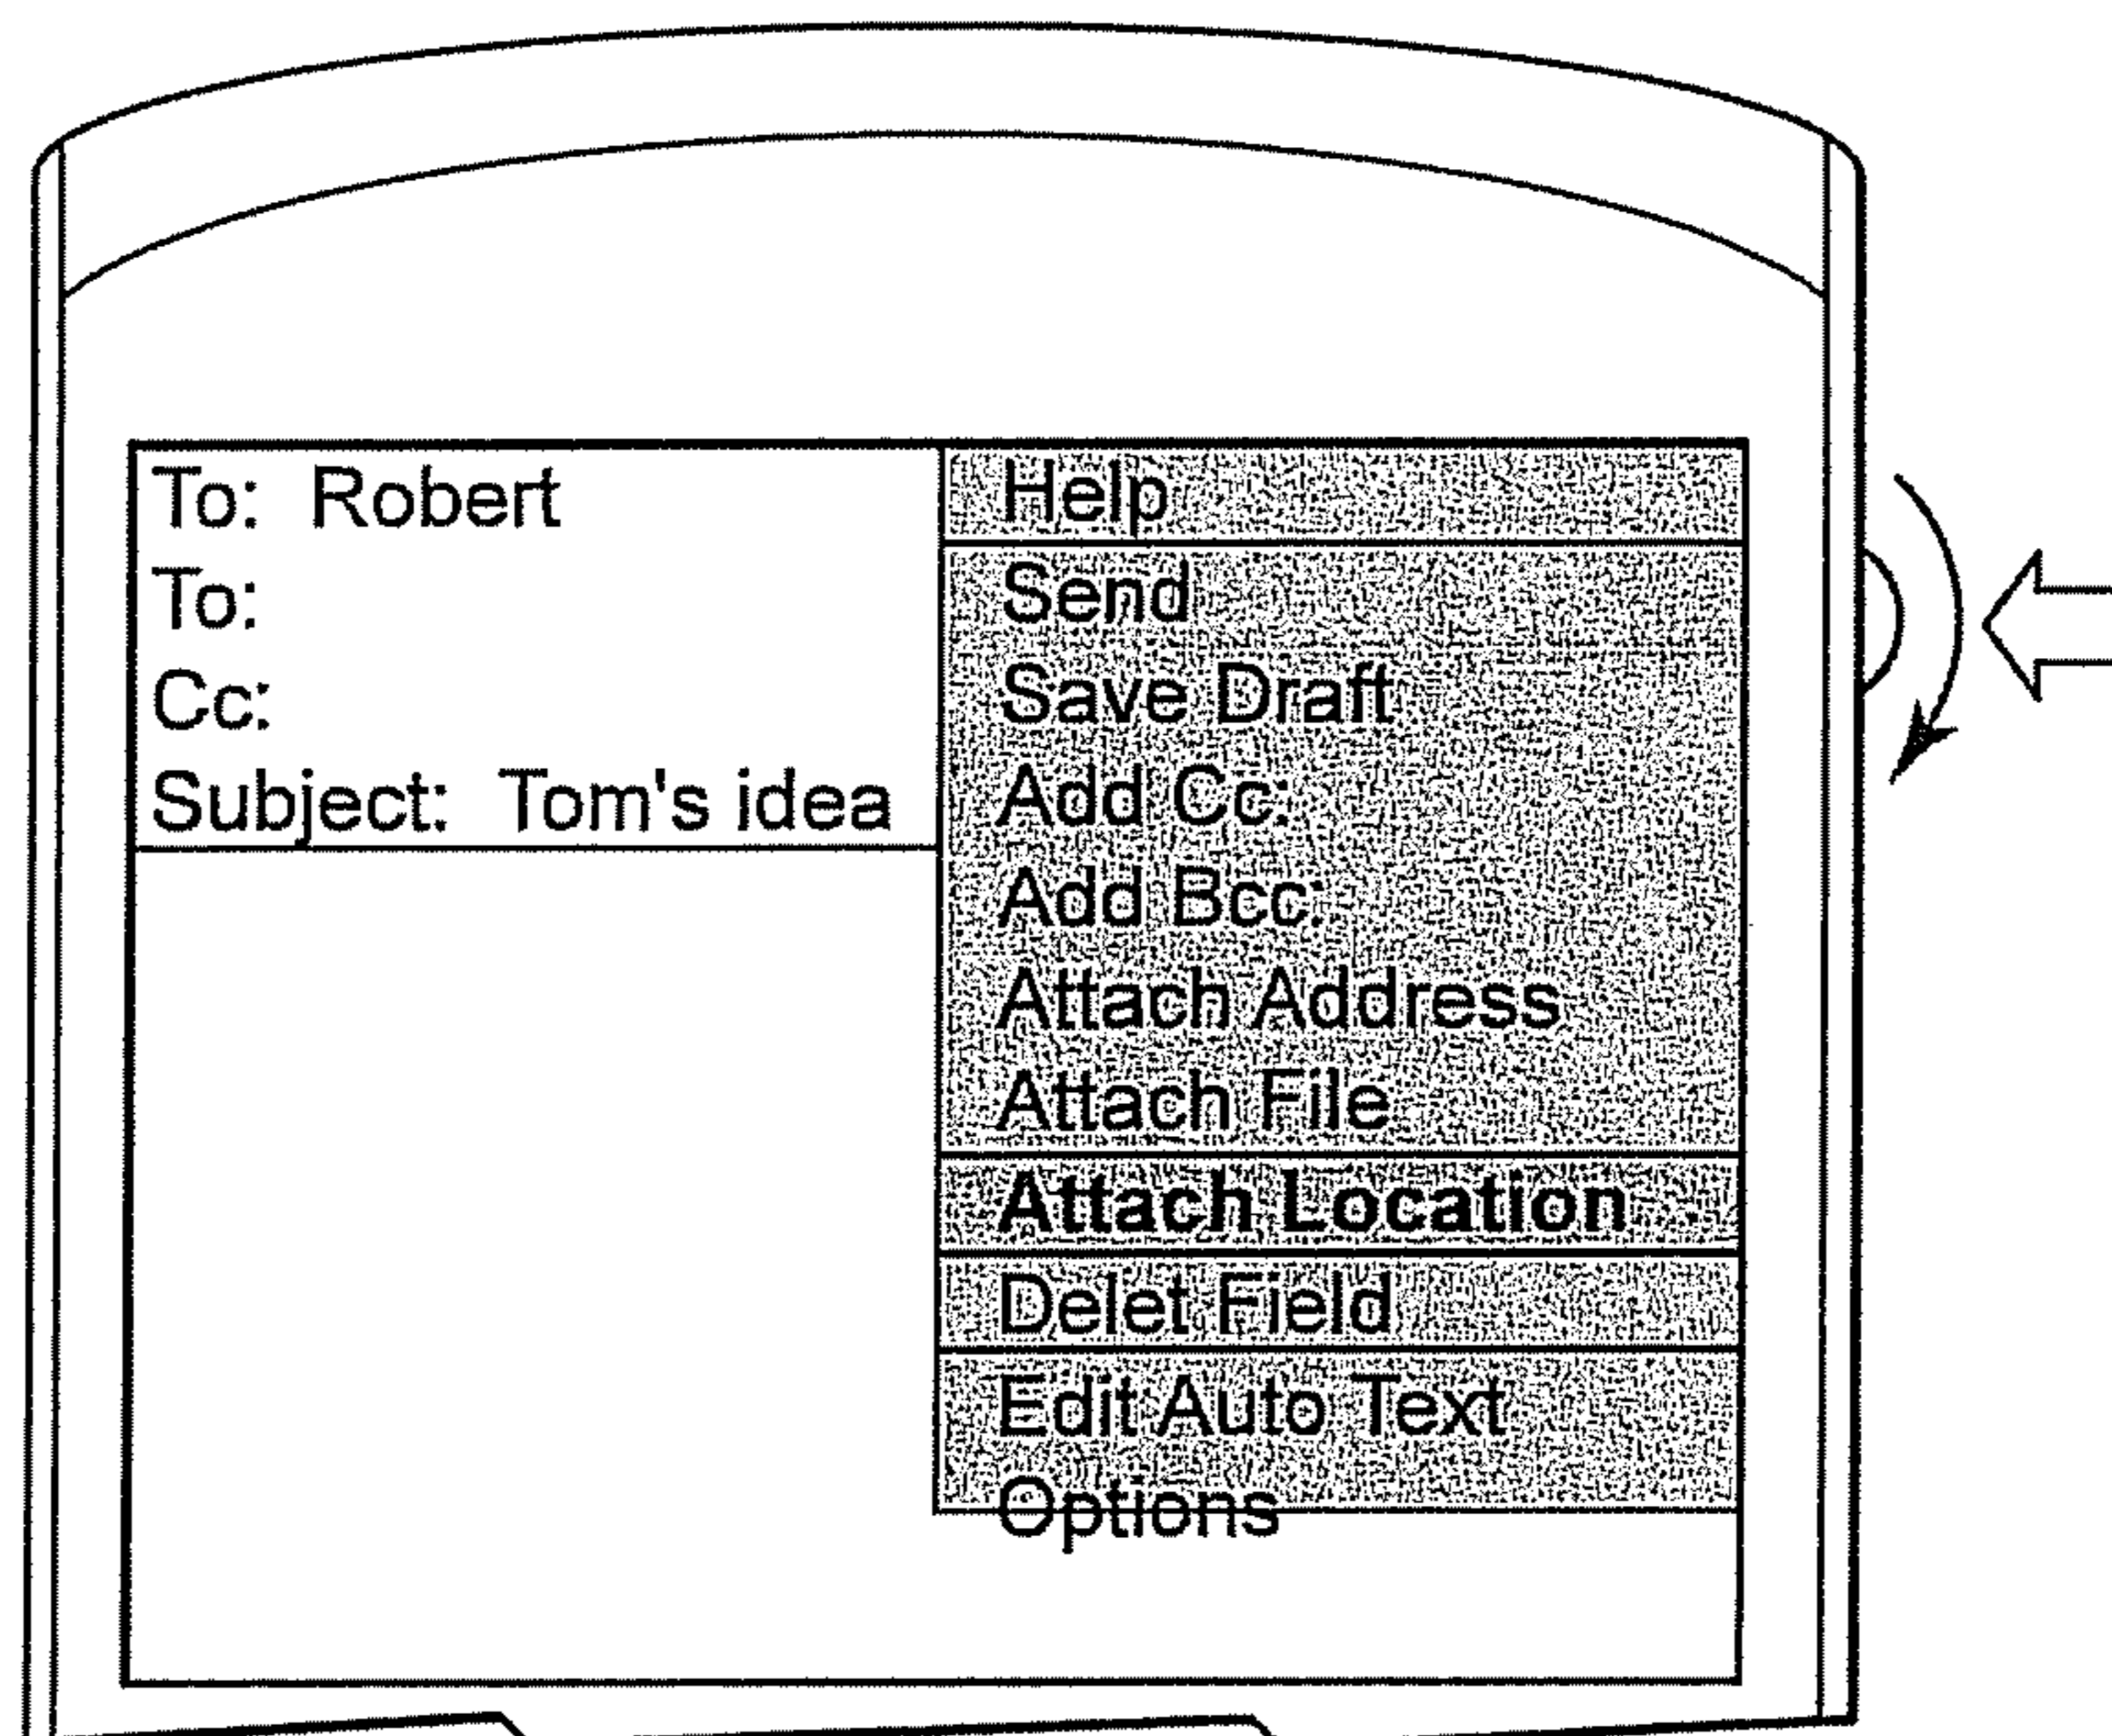 To: Robert
To:
Cc:
Subject: Tom's idea
Help
Send
Save Draft
Add Cc:
Add Bcc:
Attach Address
Attach File
Attach Location
Delet Field
Edit Auto Text
Options